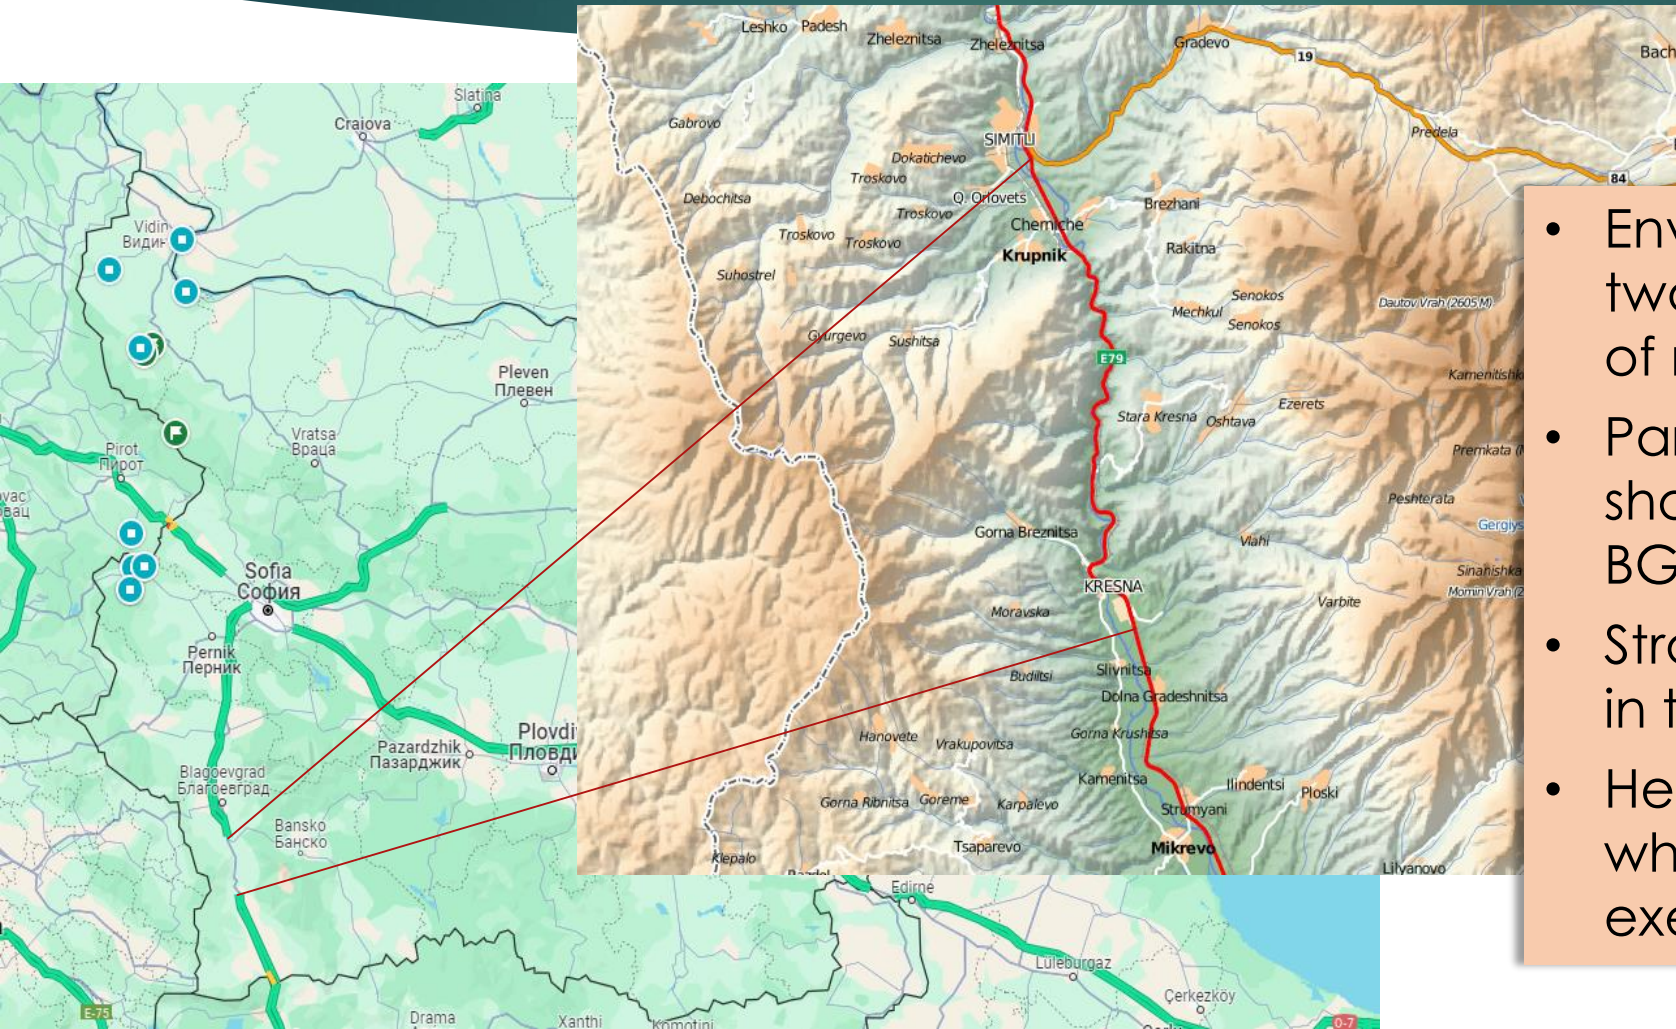 Slatina
Craiova
Vidin
Видин
Pleven
Плевен
Vratsa
Враца
Pirot
Пирот
Sofia
София
Pernik
Перник
Plovdi
Пловди
Pazardzhik
Пазарджик
Blagoevgrad
Благоевград
Bansko
Банско
E-75
Drama
Xanthi
Komotini
Edirne
Lüleburgaz
Çerkezköy
O-7
Leshko
Padesh
Zheleznitsa
Zheleznitsa
Gradevo
19
Bach
Gabrovo
SIMITLI
Predela
Dokatichevo
Troskovo
84
Debochitsa
Q. Oriovets
Brezhani
Troskovo
Cherniche
Troskovo
Troskovo
Krupnik
Rakitna
Suhostrel
Senokos
Mechkul
Dautov Vrah (2605 M)
Senokos
Gyurgevo
Sushitsa
E79
Kamenitishk
Stara Kresna
Oshtava
Ezerets
Premkata (
Peshterata
Gorna Breznitsa
Gergiys
Vlahi
Sinanishka
KRESNA
Momin Vrah (2
Moravska
Varbite
Slivnitsa
Budiltsi
Dolna Gradeshnitsa
Hanovete
Vrakupovitsa
Gorna Krushitsa
Kamenitsa
Ilindentsi
Ploski
Gorna Ribnitsa
Goreme
Karpalevo
Strumyani
Tsaparevo
Mikrevo
Klepalo
Lilyanovo
• Env
two
of
• Par
sho
BG
• Stra
in t
• He
wh
exe